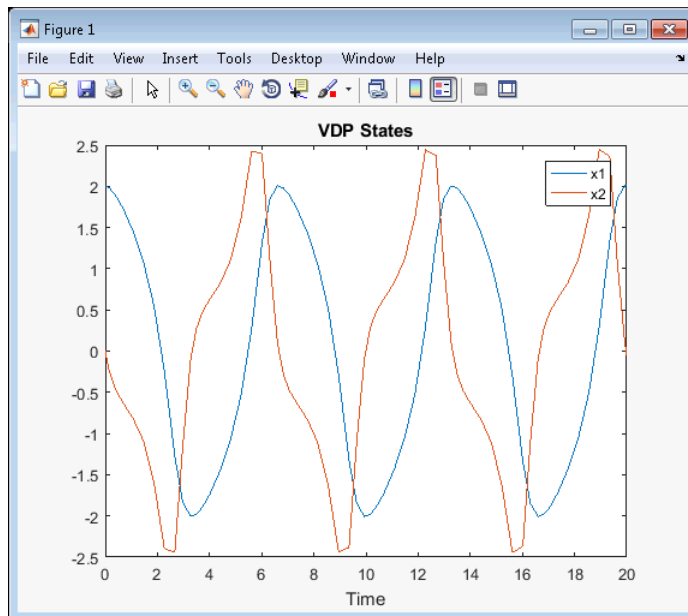 Figure 1
File Edit View Insert Tools Desktop Window Help
VDP States
x1
x2
2.5
2
1.5
1
0.5
0
-0.5
-1
-1.5
-2
-2.5
0 2 4 6 8 10 12 14 16 18 20
Time